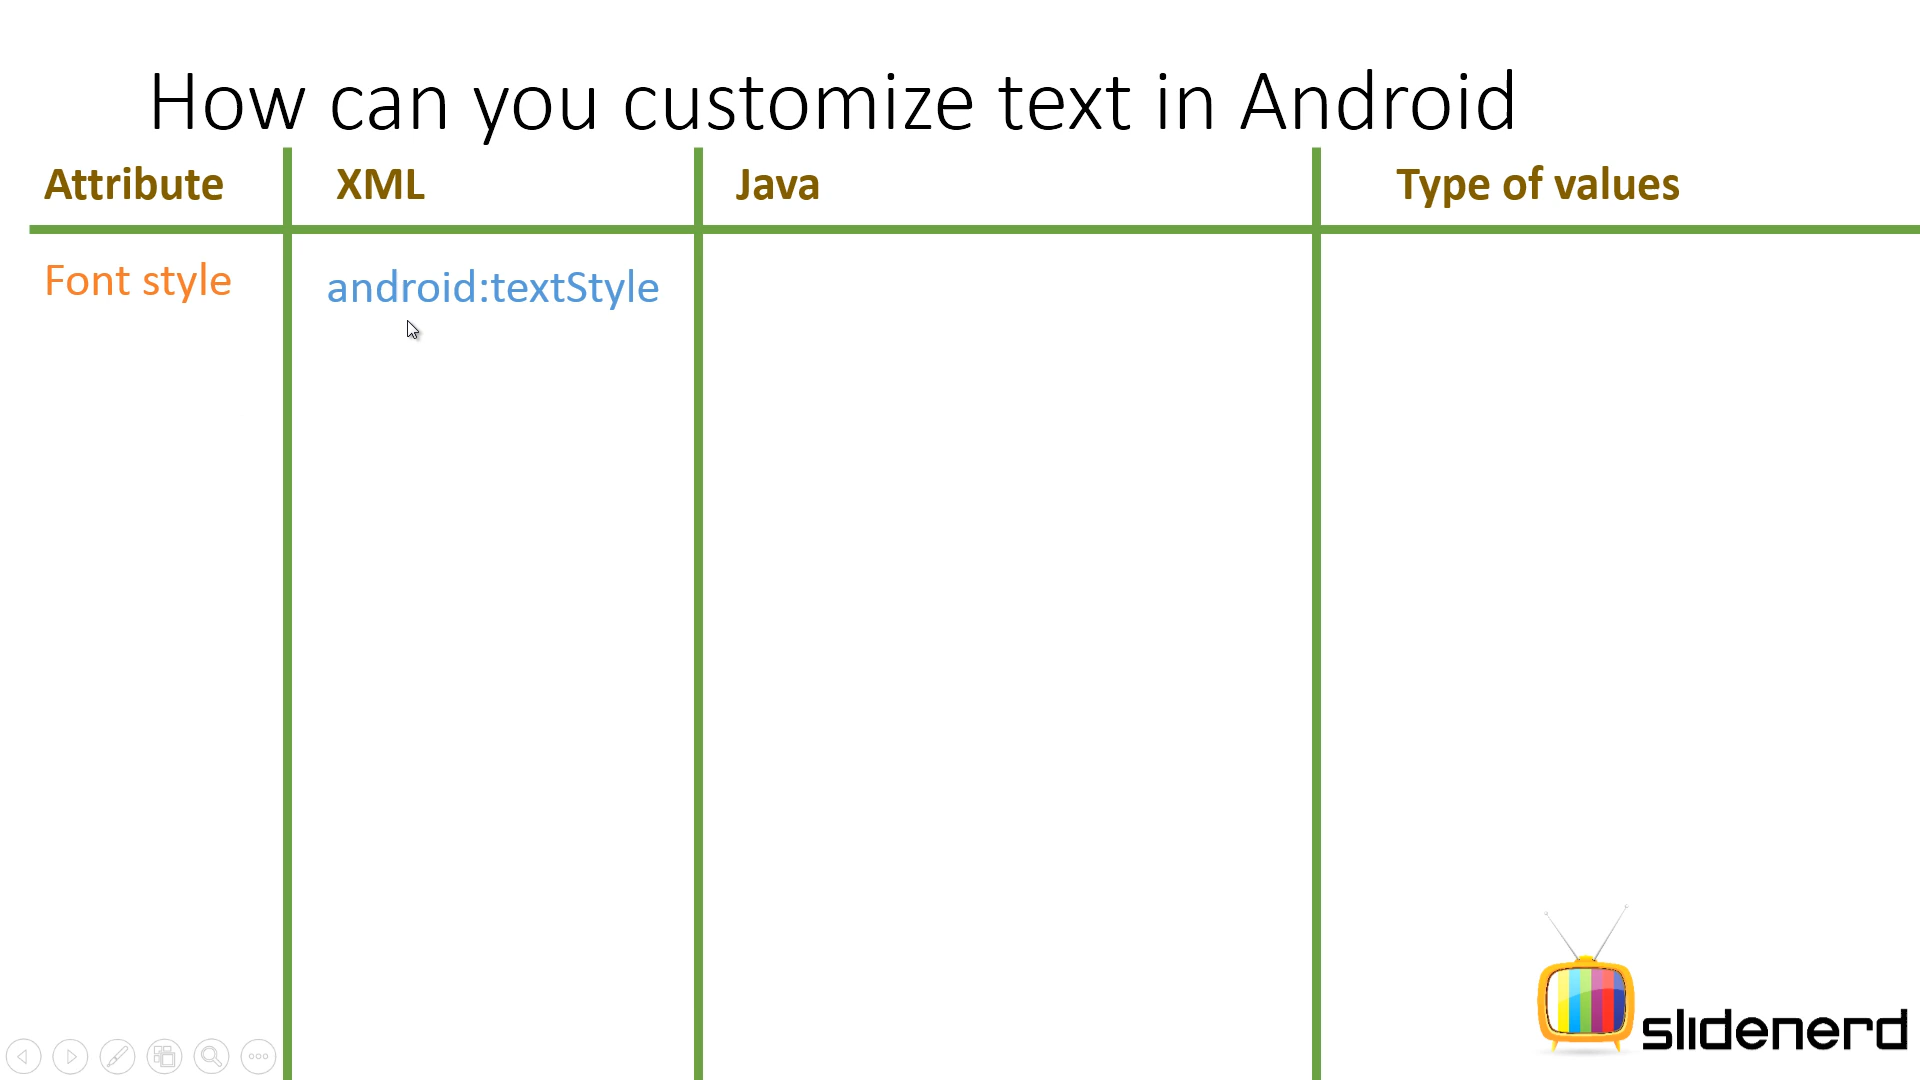 How can you customize text in Android
Attribute XML Java Type of values
Font style android:textStyle
slidenerd